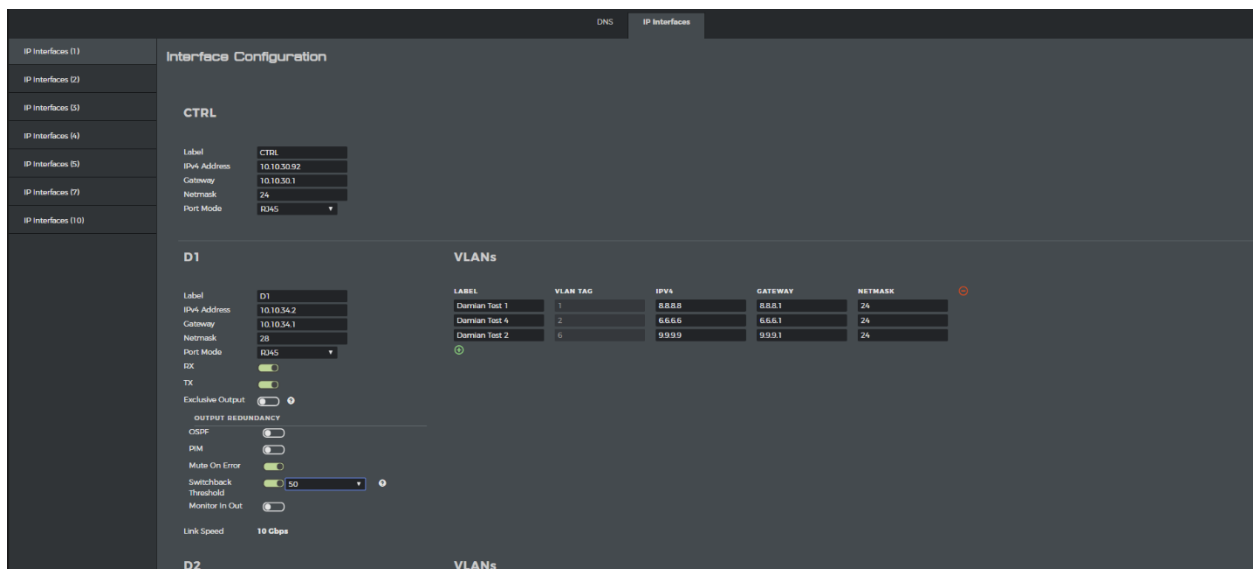 DNS IP Interfaces
IP Interfaces (1)
IP Interfaces (2)
IP Interfaces (3)
IP Interfaces (4)
IP Interfaces (5)
IP Interfaces (7)
IP Interfaces (10)
Interface Configuration
CTRL
Label CTRL
IPv4 Address 10.10.30.92
Gateway 10.10.30.1
Netmask 24
Port Mode RJ45
D1
Label D1
IPv4 Address 10.10.34.2
Gateway 10.10.34.1
Netmask 28
Port Mode RJ45
RX
TX
Exclusive Output
OUTPUT REDUNDANCY
OSPF
PIM
Mute On Error
Switchback Threshold 50
Monitor In Out
Link Speed 10 Gbps
VLANs
LABEL VLAN TAG IPV4 GATEWAY NETMASK
Damian Test 1 1 8.8.8.8 8.8.8.1 24
Damian Test 4 2 6.6.6.6 6.6.6.1 24
Damian Test 2 6 9.9.9.9 9.9.9.1 24
D2 VLANs